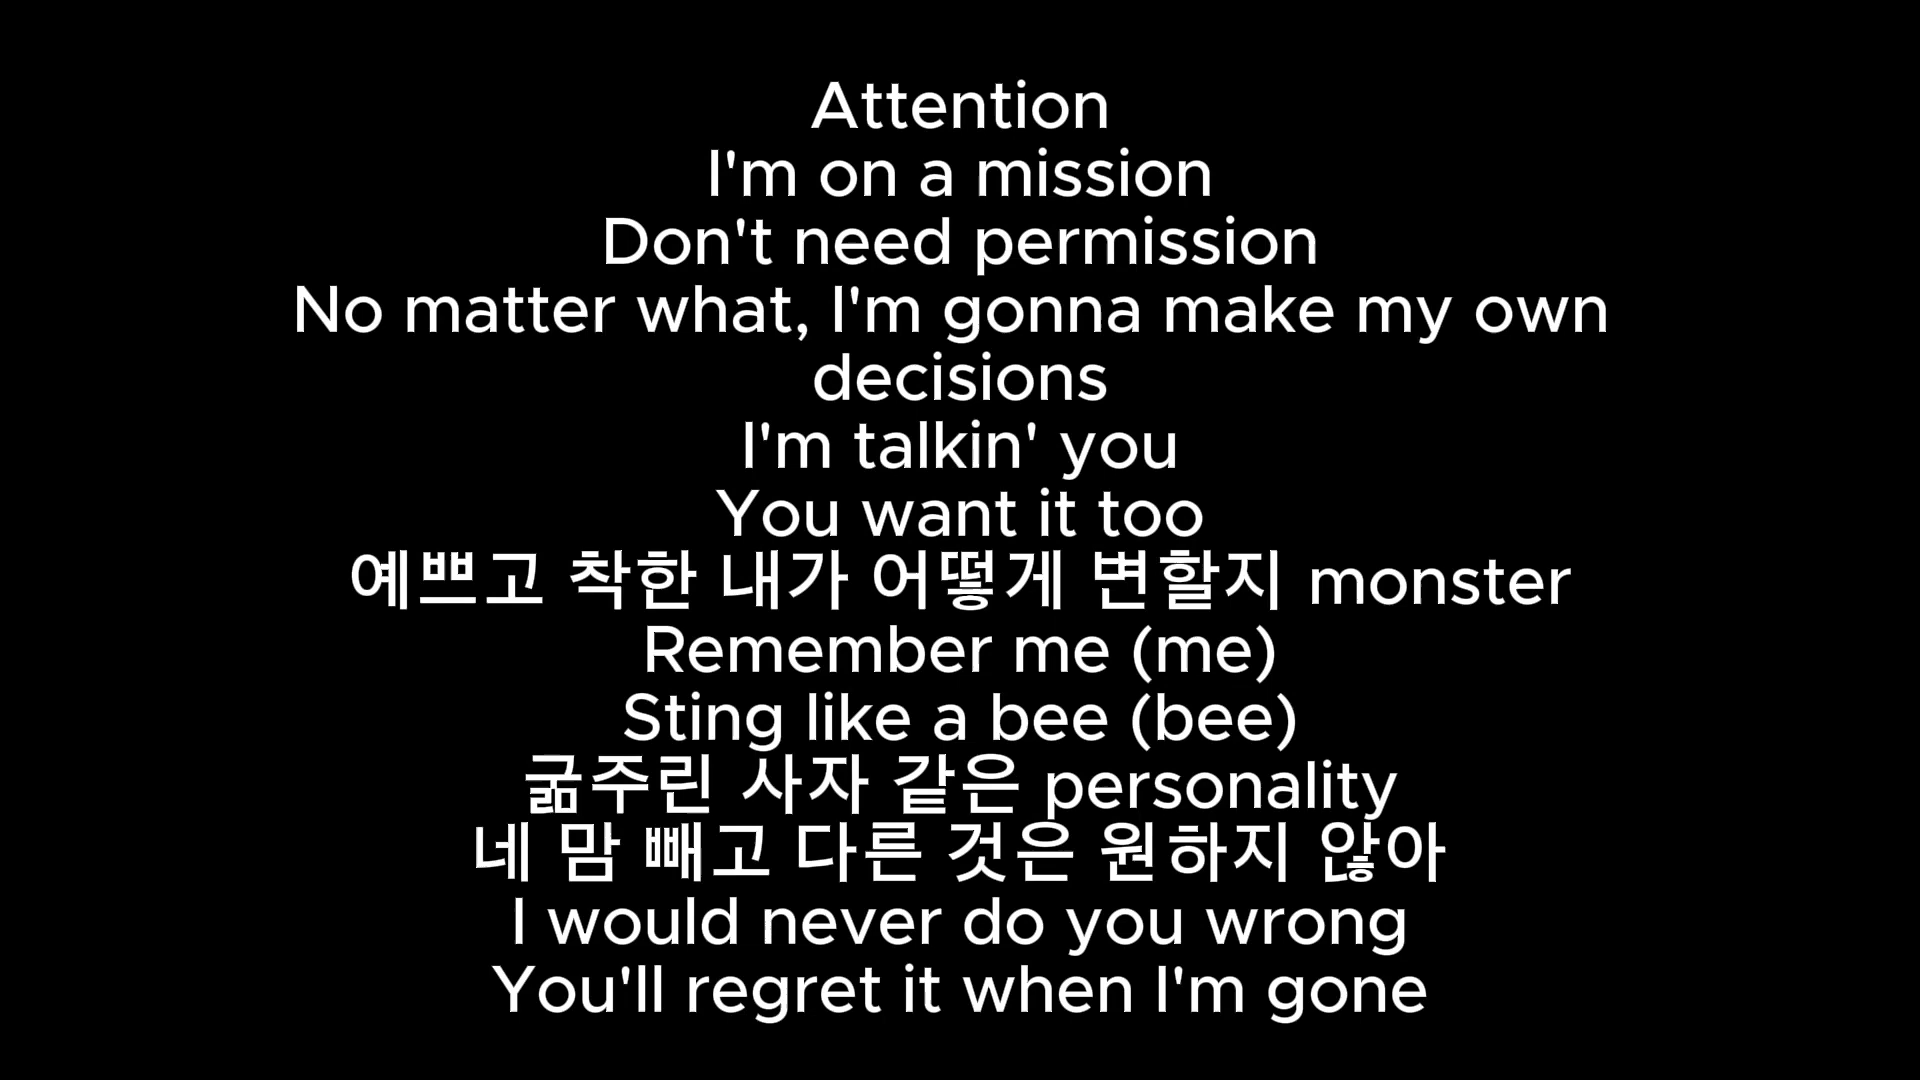 Attention
I'm on a mission
Don't need permission
No matter what, I'm gonna make my own
decisions
I'm talkin' you
You want it too
예쁘고 착한 내가 어떻게 변할지 monster
Remember me (me)
Sting like a bee (bee)
굶주린 사자 같은 personality
네 맘 빼고 다른 것은 원하지 않아
I would never do you wrong
You'll regret it when I'm gone